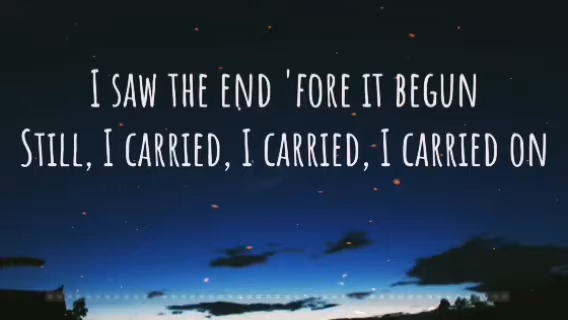 I SAW THE END 'FORE IT BEGUN
STILL, I CARRIED, I CARRIED, I CARRIED ON